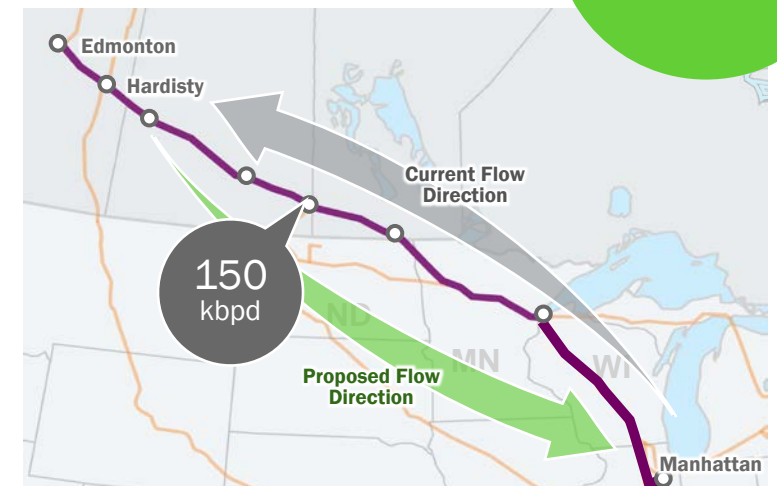 Edmonton
Hardisty
Current Flow
Direction
150
kbpd
ND
MN
WI
Proposed Flow
Direction
Manhattan